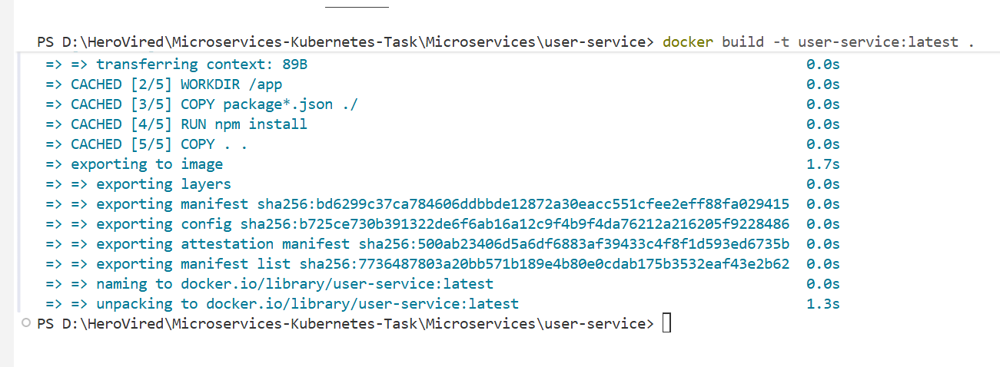 PS D:\HeroVired\Microservices-Kubernetes-Task\Microservices\user-service> docker build -t user-service:latest .
=> => transferring context: 89B 0.0s
=> CACHED [2/5] WORKDIR /app 0.0s
=> CACHED [3/5] COPY package*.json ./ 0.0s
=> CACHED [4/5] RUN npm install 0.0s
=> CACHED [5/5] COPY . . 0.0s
=> exporting to image 1.7s
=> => exporting layers 0.0s
=> => exporting manifest sha256:bd6299c37ca784606ddbbde12872a30eacc551cfee2eff88fa029415 0.0s
=> => exporting config sha256:b725ce730b391322de6f6ab16a12c9f4b9f4da76212a216205f9228486 0.0s
=> => exporting attestation manifest sha256:500ab23406d5a6df6883af39433c4f8f1d593ed6735b 0.0s
=> => exporting manifest list sha256:7736487803a20bb571b189e4b80e0cdab175b3532eaf43e2b62 0.0s
=> => naming to docker.io/library/user-service:latest 0.0s
=> => unpacking to docker.io/library/user-service:latest 1.3s
PS D:\HeroVired\Microservices-Kubernetes-Task\Microservices\user-service>